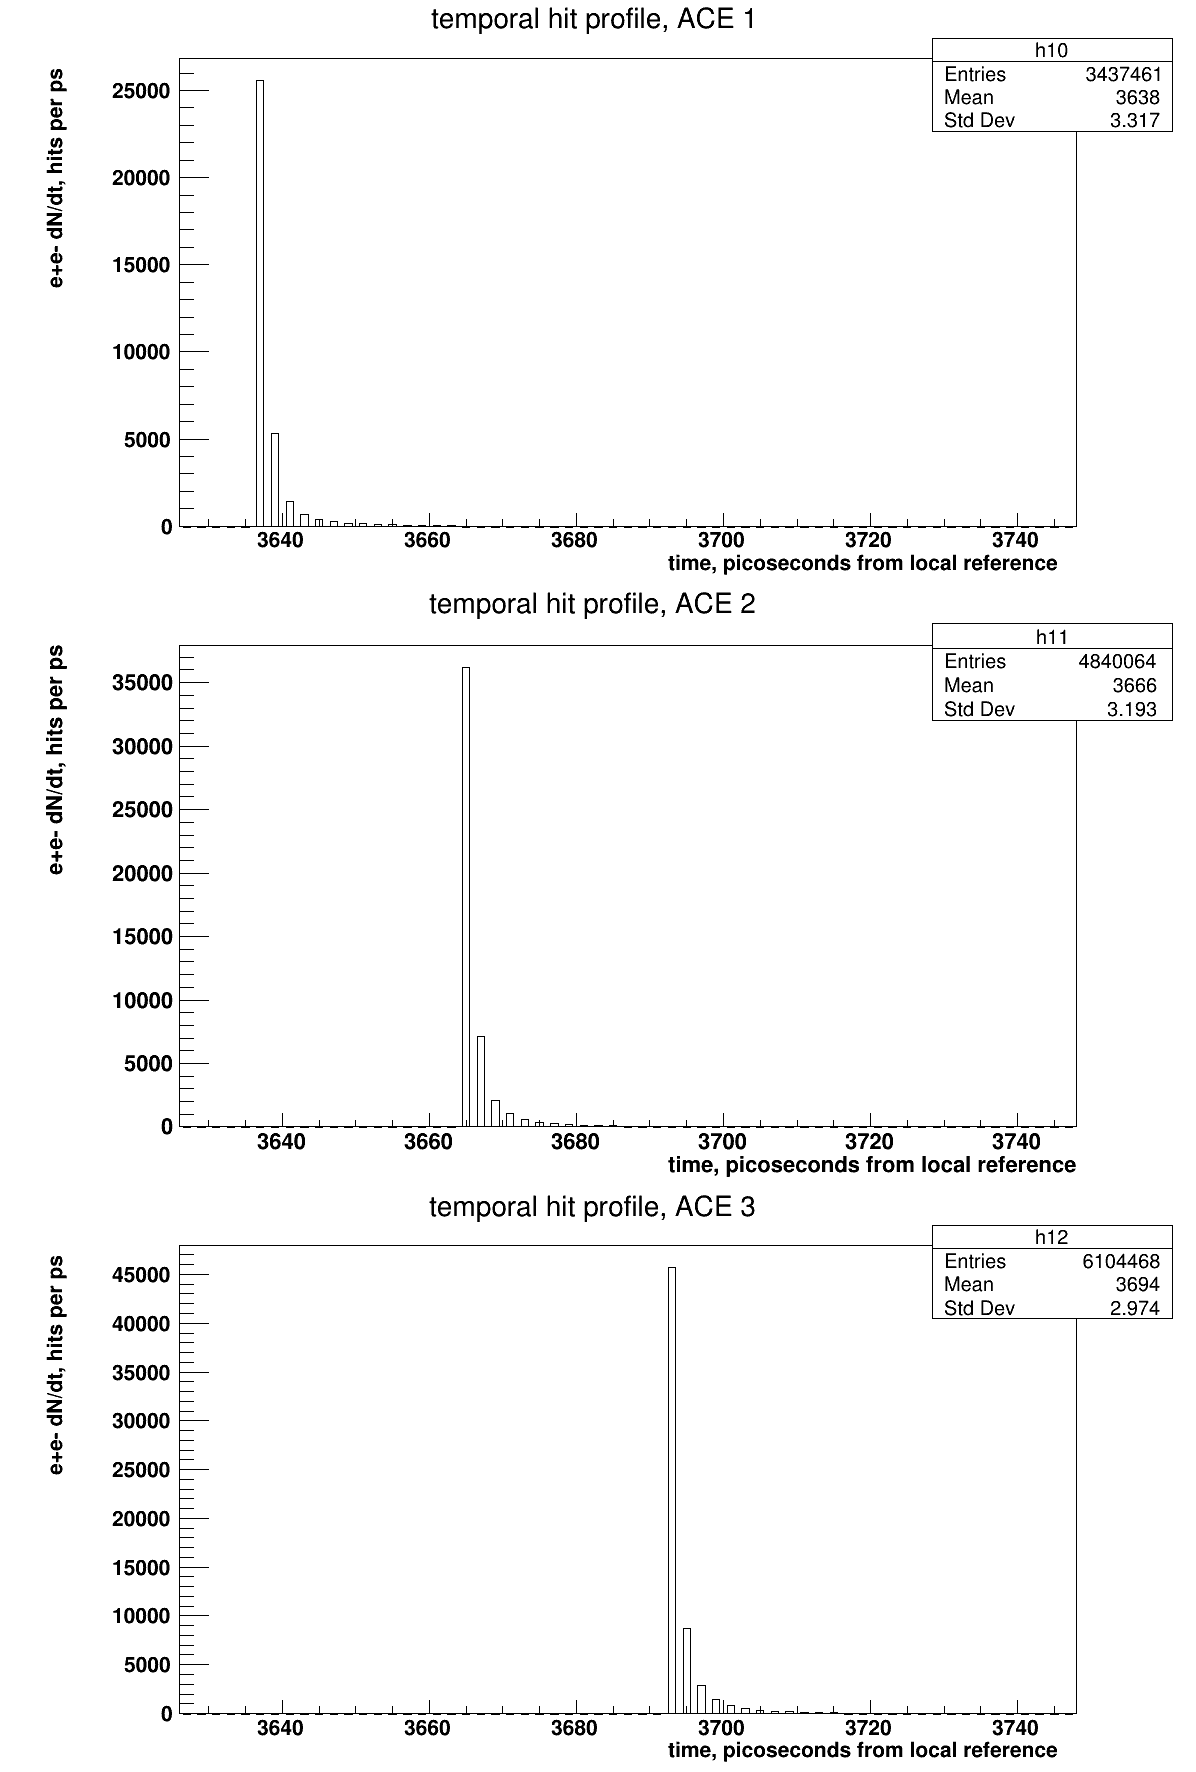 temporal hit profile, ACE 1
h10
Entries 3437461
Mean 3638
Std Dev 3.317
e+e- dN/dt, hits per ps
25000
20000
15000
10000
5000
0
3640 3660 3680 3700 3720 3740
time, picoseconds from local reference
temporal hit profile, ACE 2
h11
Entries 4840064
Mean 3666
Std Dev 3.193
e+e- dN/dt, hits per ps
35000
30000
25000
20000
15000
10000
5000
0
3640 3660 3680 3700 3720 3740
time, picoseconds from local reference
temporal hit profile, ACE 3
h12
Entries 6104468
Mean 3694
Std Dev 2.974
e+e- dN/dt, hits per ps
45000
40000
35000
30000
25000
20000
15000
10000
5000
0
3640 3660 3680 3700 3720 3740
time, picoseconds from local reference